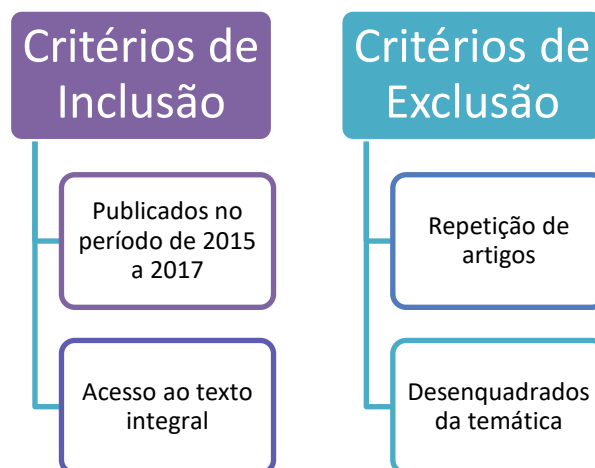 Critérios de
Inclusão
Publicados no
período de 2015
a 2017
Acesso ao texto
integral
Critérios de
Exclusão
Repetição de
artigos
Desenquadrados
da temática